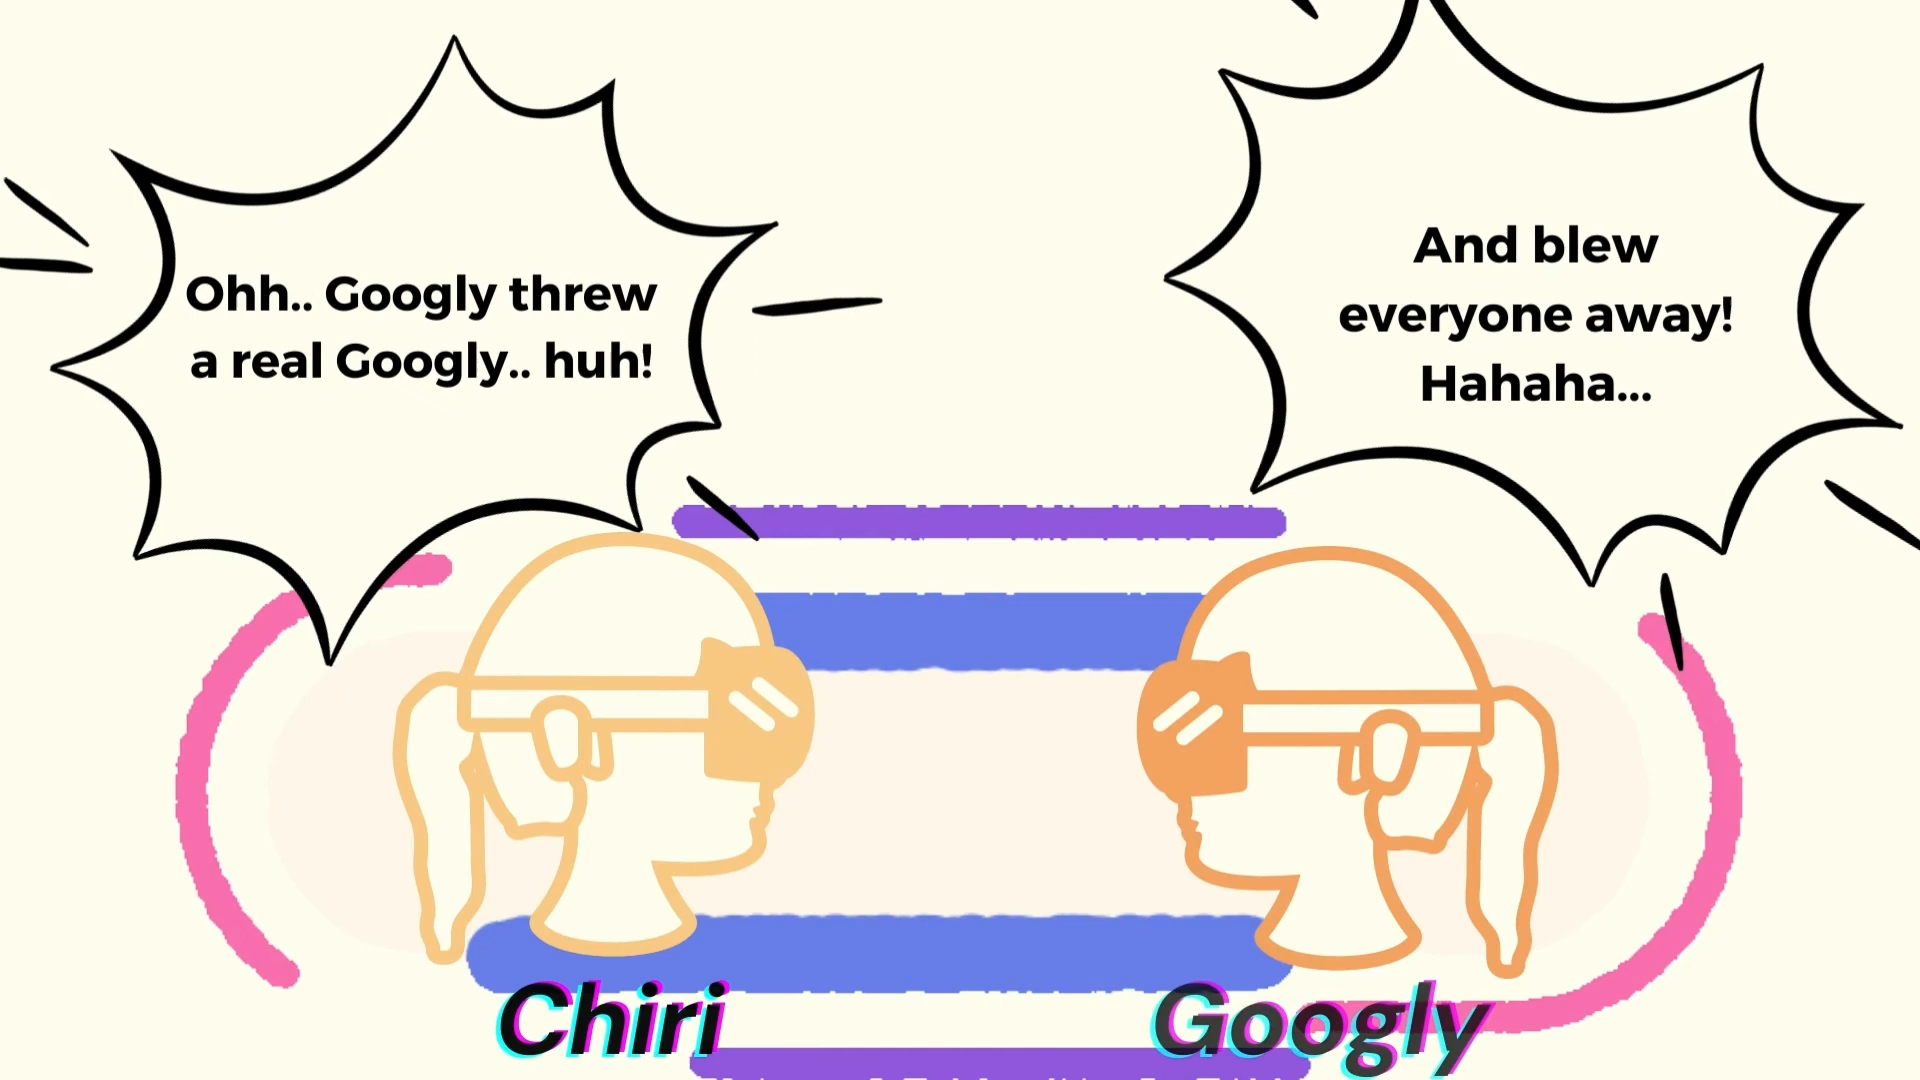 Ohh.. Googly threw
a real Googly.. huh!
And blew
everyone away!
Hahaha...
Chiri
Googly